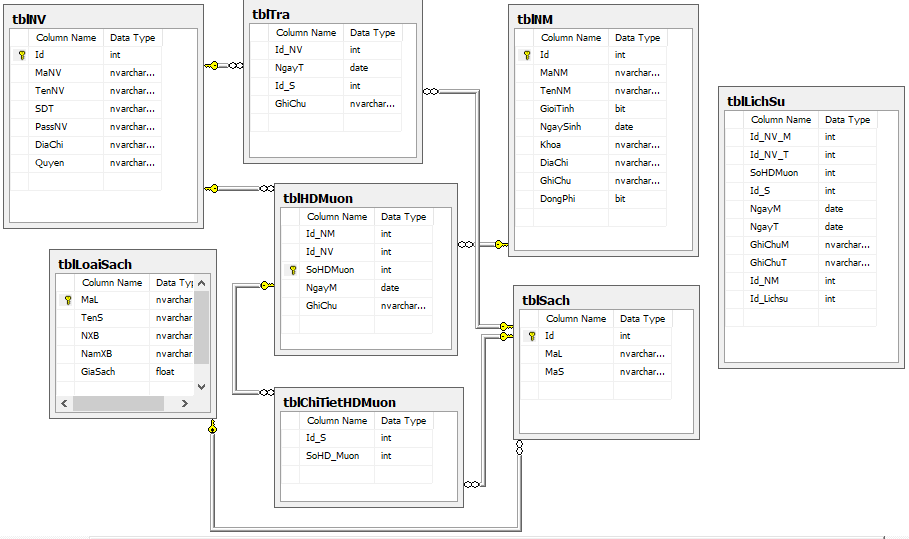 tblNV
Column Name Data Type
Id int
MaNV nvarchar...
TenNV nvarchar...
SDT nvarchar...
PassNV nvarchar...
DiaChi nvarchar...
Quyen nvarchar...
tblTra
Column Name Data Type
Id_NV int
NgayT date
Id_S int
GhiChu nvarchar...
tblNM
Column Name Data Type
Id int
MaNM nvarchar...
TenNM nvarchar...
GioiTinh bit
NgaySinh date
Khoa nvarchar...
DiaChi nvarchar...
GhiChu nvarchar...
DongPhi bit
tblLichSu
Column Name Data Type
Id_NV_M int
Id_NV_T int
SoHDMuon int
Id_S int
NgayM date
NgayT date
GhiChuM nvarchar...
GhiChuT nvarchar...
Id_NM int
Id_Lichsu int
tblHDMuon
Column Name Data Type
Id_NM int
Id_NV int
SoHDMuon int
NgayM date
GhiChu nvarchar...
tblLoaiSach
Column Name Data Typ
MaL nvarchar
TenS nvarchar
NXB nvarchar
NamXB nvarchar
GiaSach float
tblSach
Column Name Data Type
Id int
MaL nvarchar...
MaS nvarchar...
tblChiTietHDMuon
Column Name Data Type
Id_S int
SoHD_Muon int